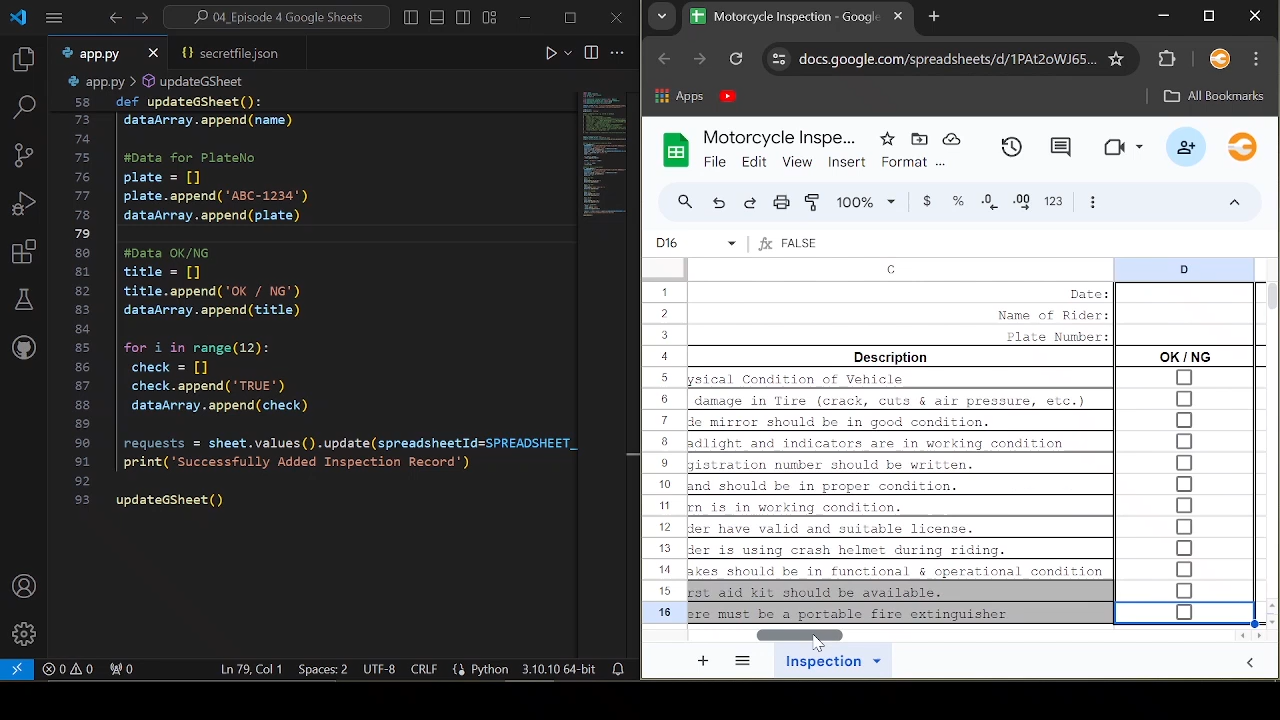 04_Episode 4 Google Sheets
app.py
secretfile.json
app.py > updateGSheet
58 def updateGSheet():
73 dataArray.append(name)
74
75 #Data for PlateNo
76 plate = []
77 plate.append('ABC-1234')
78 dataArray.append(plate)
79
80 #Data OK/NG
81 title = []
82 title.append('OK / NG')
83 dataArray.append(title)
84
85 for i in range(12):
86 check = []
87 check.append('TRUE')
88 dataArray.append(check)
89
90 requests = sheet.values().update(spreadsheetId=SPREADSHEET_
91 print('Successfully Added Inspection Record')
92
93 updateGSheet()
0 0 0
Ln 79, Col 1 Spaces: 2 UTF-8 CRLF Python 3.10.10 64-bit
Motorcycle Inspection - Google
docs.google.com/spreadsheets/d/1PAt2oWJ65...
Apps
All Bookmarks
Motorcycle Inspe...
File Edit View Insert Format ...
100% $ % .0 .00 123
D16 fx FALSE
C D
1 Date:
2 Name of Rider:
3 Plate Number:
4 Description OK / NG
5 ysical Condition of Vehicle
6 damage in Tire (crack, cuts & air pressure, etc.)
7 de mirror should be in good condition.
8 adlight and indicators are in working condition
9 gistration number should be written.
10 and should be in proper condition.
11 rn is in working condition.
12 der have valid and suitable license.
13 der is using crash helmet during riding.
14 akes should be in functional & operational condition
15 rst aid kit should be available.
16 ere must be a portable fire extinguisher
Inspection